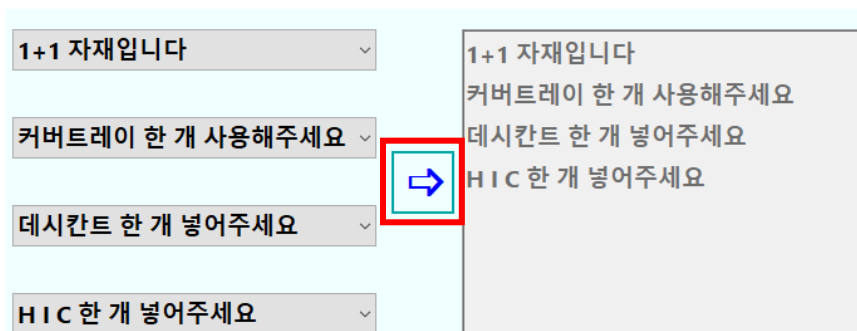 1+1 자재입니다
커버트레이 한 개 사용해주세요
데시칸트 한 개 넣어주세요
H I C 한 개 넣어주세요
1+1 자재입니다
커버트레이 한 개 사용해주세요
데시칸트 한 개 넣어주세요
H I C 한 개 넣어주세요